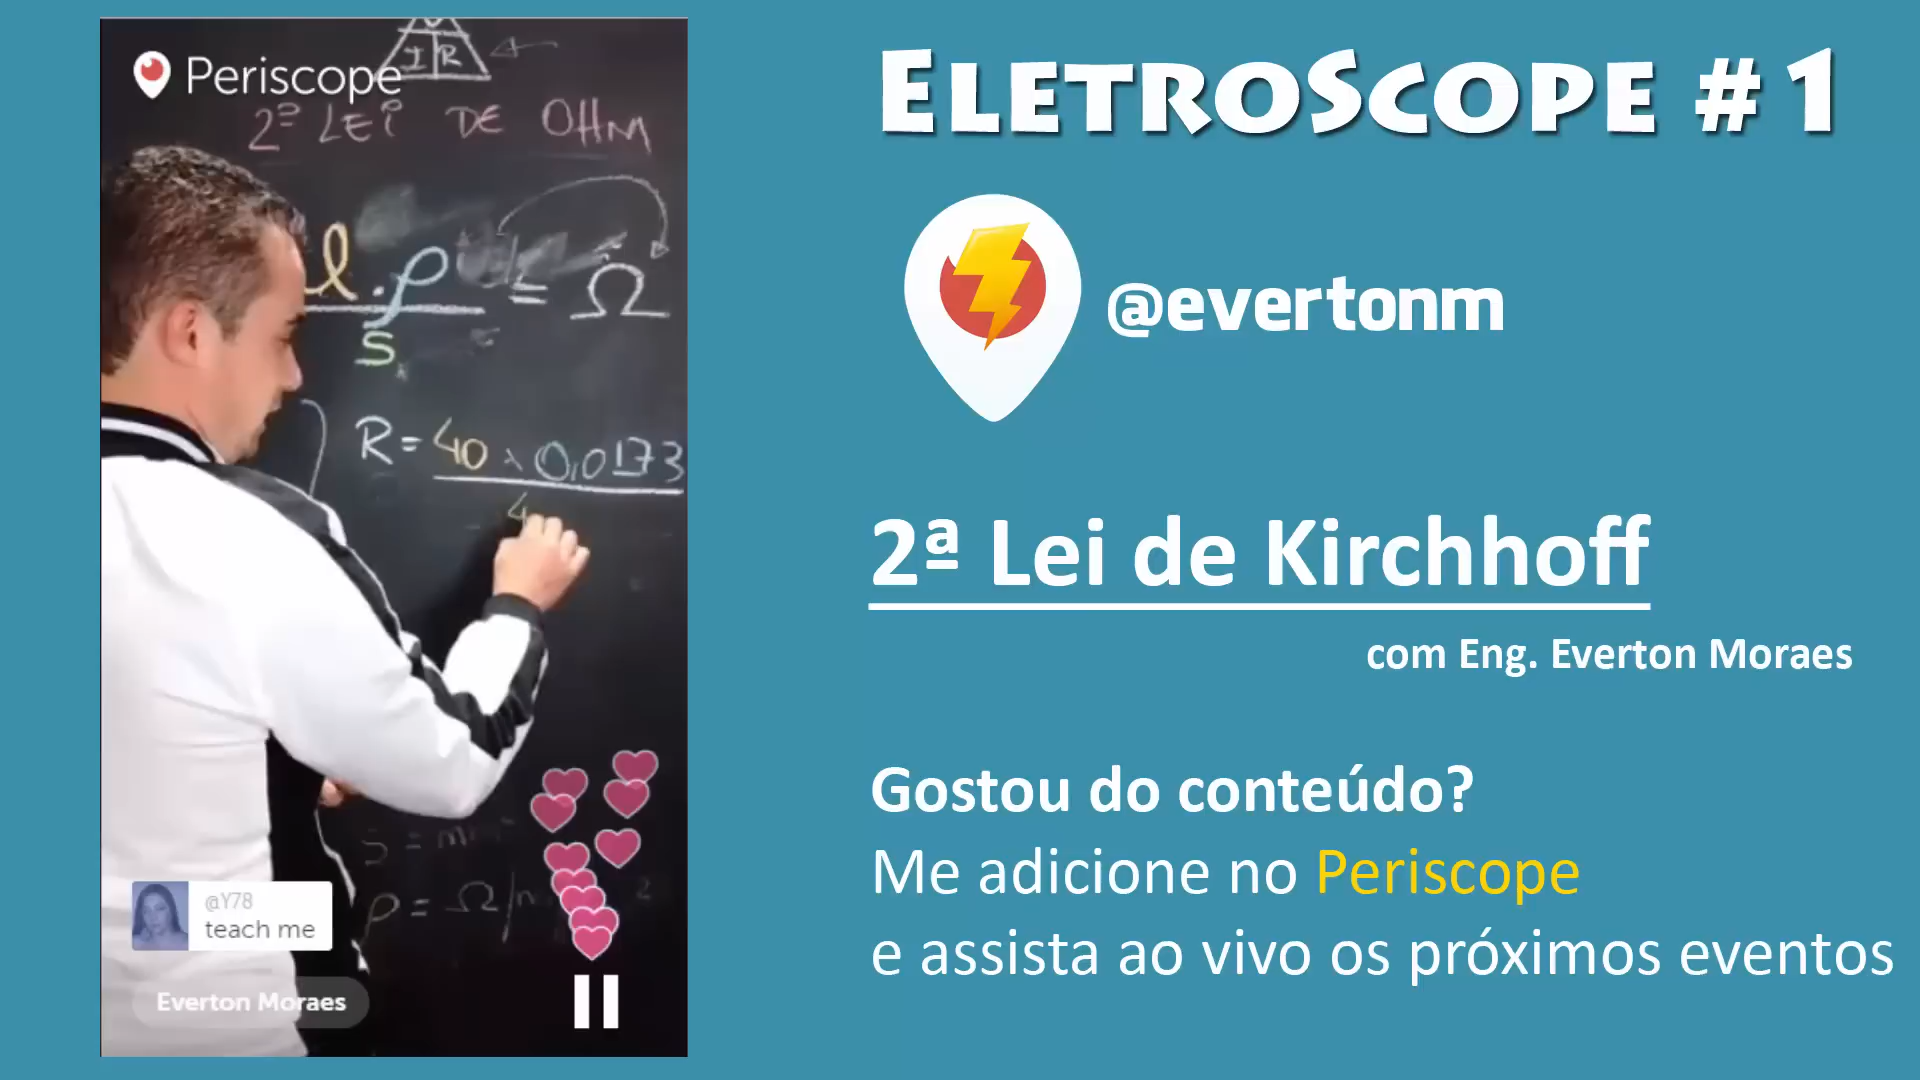 I R
Periscope
2ª LEI DE OHM
l . ρ = Ω
S
R = 40 x 0,0173
4
S = m
ρ = Ω/m
@Y78
teach me
Everton Moraes
ELETROSCOPE #1
@evertonm
2ª Lei de Kirchhoff
com Eng. Everton Moraes
Gostou do conteúdo?
Me adicione no Periscope
e assista ao vivo os próximos eventos